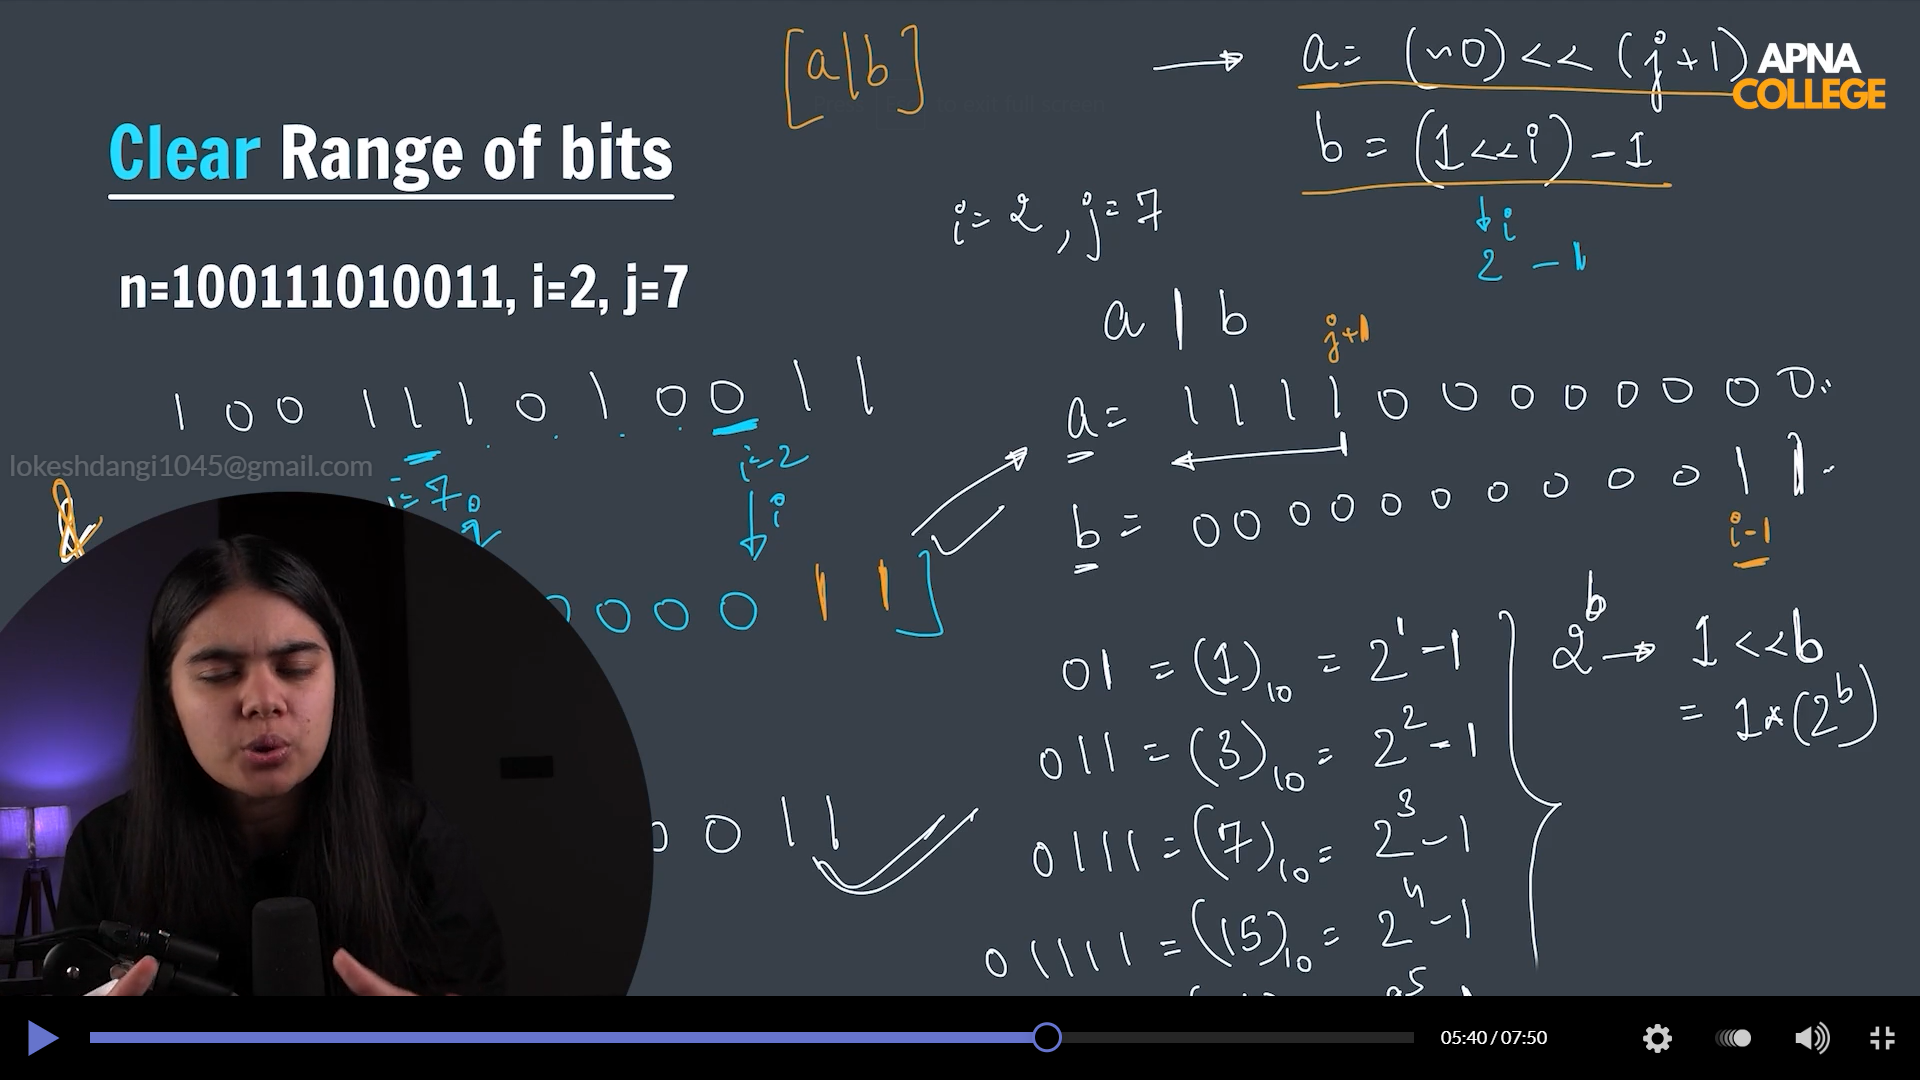 [a|b]
→ a = (~0) << (j+1)
APNA
COLLEGE
b = (1<<i) - 1
Clear Range of bits
i = 2, j = 7
↓ i
2 - 1
n=100111010011, i=2, j=7
a | b
j+1
1 0 0 1 1 1 0 1 0 0 1 1
a = 1 1 1 1 0 0 0 0 0 0 0 0..
lokeshdangi1045@gmail.com
i=2
=7
↓ i
b = 0 0 0 0 0 0 0 0 0 0 1 1
i-1
&
0 0 0 0 1 1 ]
01 = (1)10 = 2^1 - 1
2^b → 1 << b
= 1 * (2^b)
011 = (3)10 = 2^2 - 1
0111 = (7)10 = 2^3 - 1
0 0 1 1
01111 = (15)10 = 2^4 - 1
05:40 / 07:50